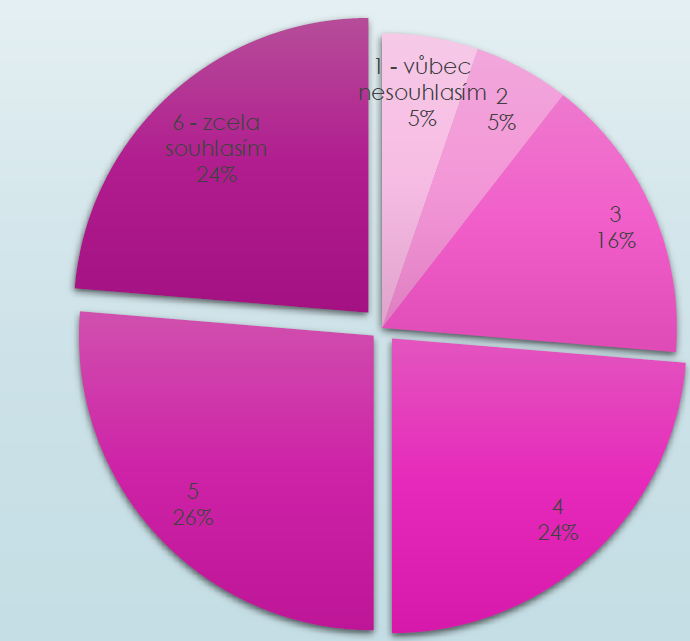 1 - vůbec
nesouhlasím
5%
2
5%
3
16%
4
24%
5
26%
6 - zcela
souhlasím
24%